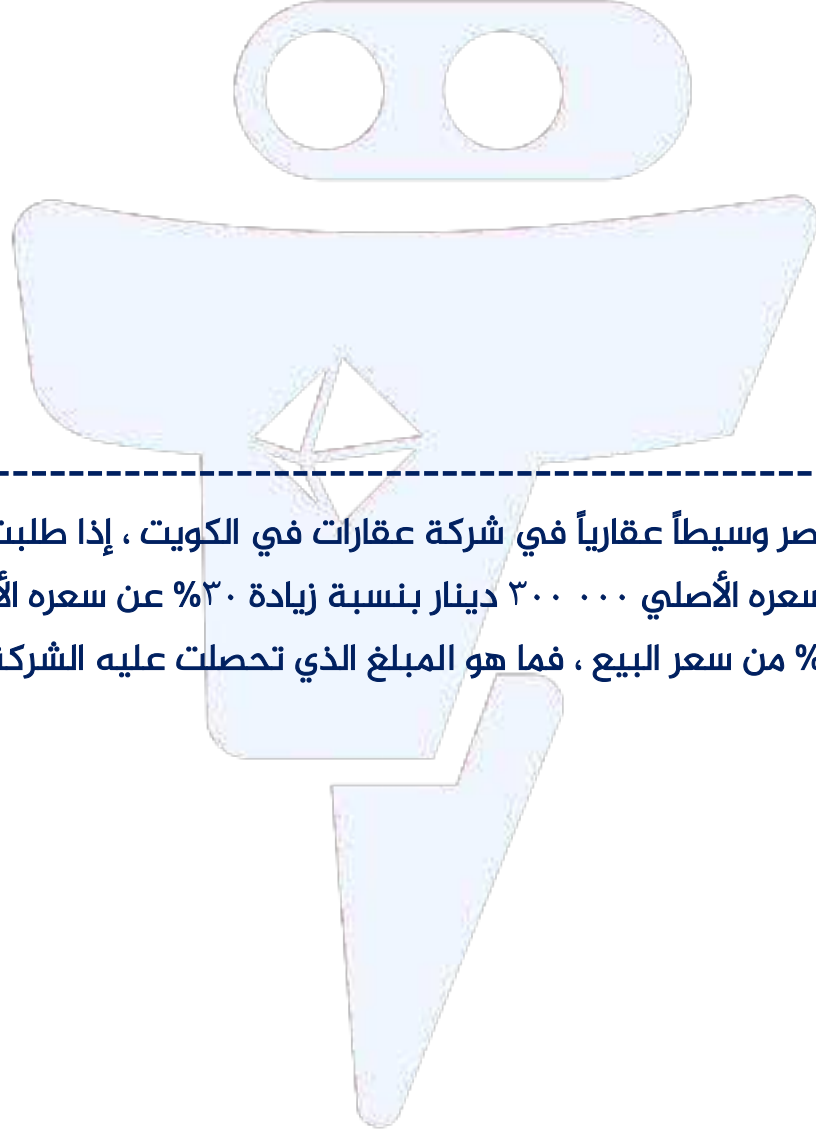 صر وسيطاً عقارياً في شركة عقارات في الكويت ، إذا طلبت
سعره الأصلي ٣٠٠ ٠٠٠ دينار بنسبة زيادة ٣٠% عن سعره الأ
% من سعر البيع ، فما هو المبلغ الذي تحصلت عليه الشركة